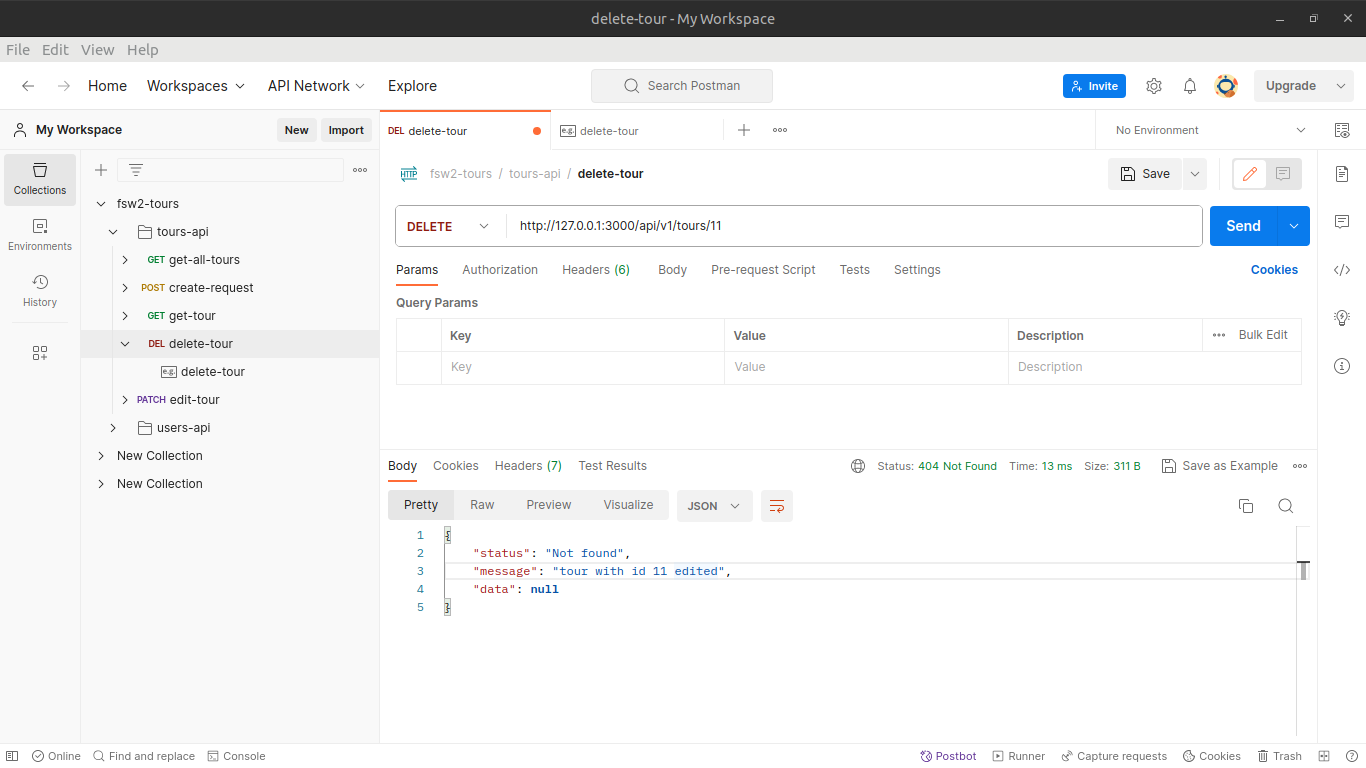 delete-tour - My Workspace
File Edit View Help
Home Workspaces API Network Explore Search Postman Invite Upgrade
My Workspace New Import
DEL delete-tour e.g. delete-tour No Environment
Collections
Environments
History
fsw2-tours
tours-api
GET get-all-tours
POST create-request
GET get-tour
DEL delete-tour
e.g. delete-tour
PATCH edit-tour
users-api
New Collection
New Collection
HTTP fsw2-tours / tours-api / delete-tour Save
DELETE http://127.0.0.1:3000/api/v1/tours/11 Send
Params Authorization Headers (6) Body Pre-request Script Tests Settings Cookies
Query Params
Key Value Description Bulk Edit
Key Value Description
Body Cookies Headers (7) Test Results Status: 404 Not Found Time: 13 ms Size: 311 B Save as Example
Pretty Raw Preview Visualize JSON
1 {
2 "status": "Not found",
3 "message": "tour with id 11 edited",
4 "data": null
5 }
Online Find and replace Console Postbot Runner Capture requests Cookies Trash